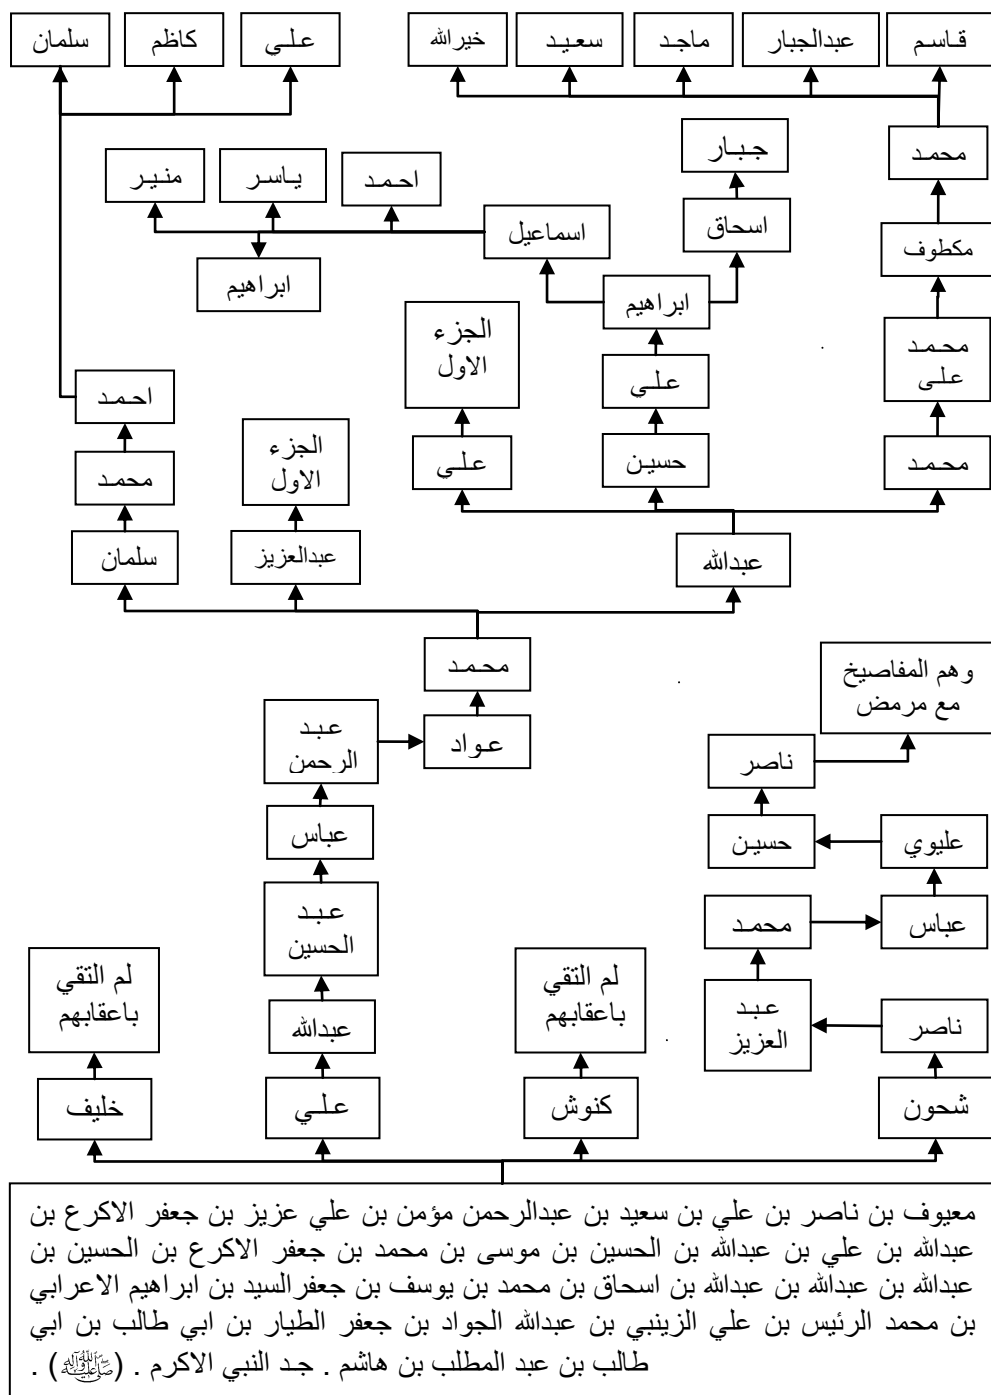 قاسم
عبدالجبار
ماجد
سعيد
خيرالله
علي
كاظم
سلمان
محمد
جبار
احمد
ياسر
منير
اسحاق
اسماعيل
مكطوف
ابراهيم
ابراهيم
محمد
علي
الجزء
الاول
علي
احمد
محمد
حسين
علي
الجزء
الاول
محمد
عبدالله
عبدالعزيز
سلمان
محمد
وهم المفاصيخ
مع مرمض
عواد
عبد
الرحمن
ناصر
عليوي
حسين
عباس
عباس
محمد
عبد
الحسين
لم التقي
باعقابهم
لم التقي
باعقابهم
ناصر
عبد
العزيز
عبدالله
شحون
كنوش
علي
خليف
معيوف بن ناصر بن علي بن سعيد بن عبدالرحمن مؤمن بن علي عزيز بن جعفر الاكرع بن
عبدالله بن علي بن عبدالله بن الحسين بن موسى بن محمد بن جعفر الاكرع بن الحسين بن
عبدالله بن عبدالله بن عبدالله بن اسحاق بن محمد بن يوسف بن جعفرالسيد بن ابراهيم الاعرابي
بن محمد الرئيس بن علي الزينبي بن عبدالله الجواد بن جعفر الطيار بن ابي طالب بن ابي
طالب بن عبد المطلب بن هاشم . جد النبي الاكرم . (ﷺ) .